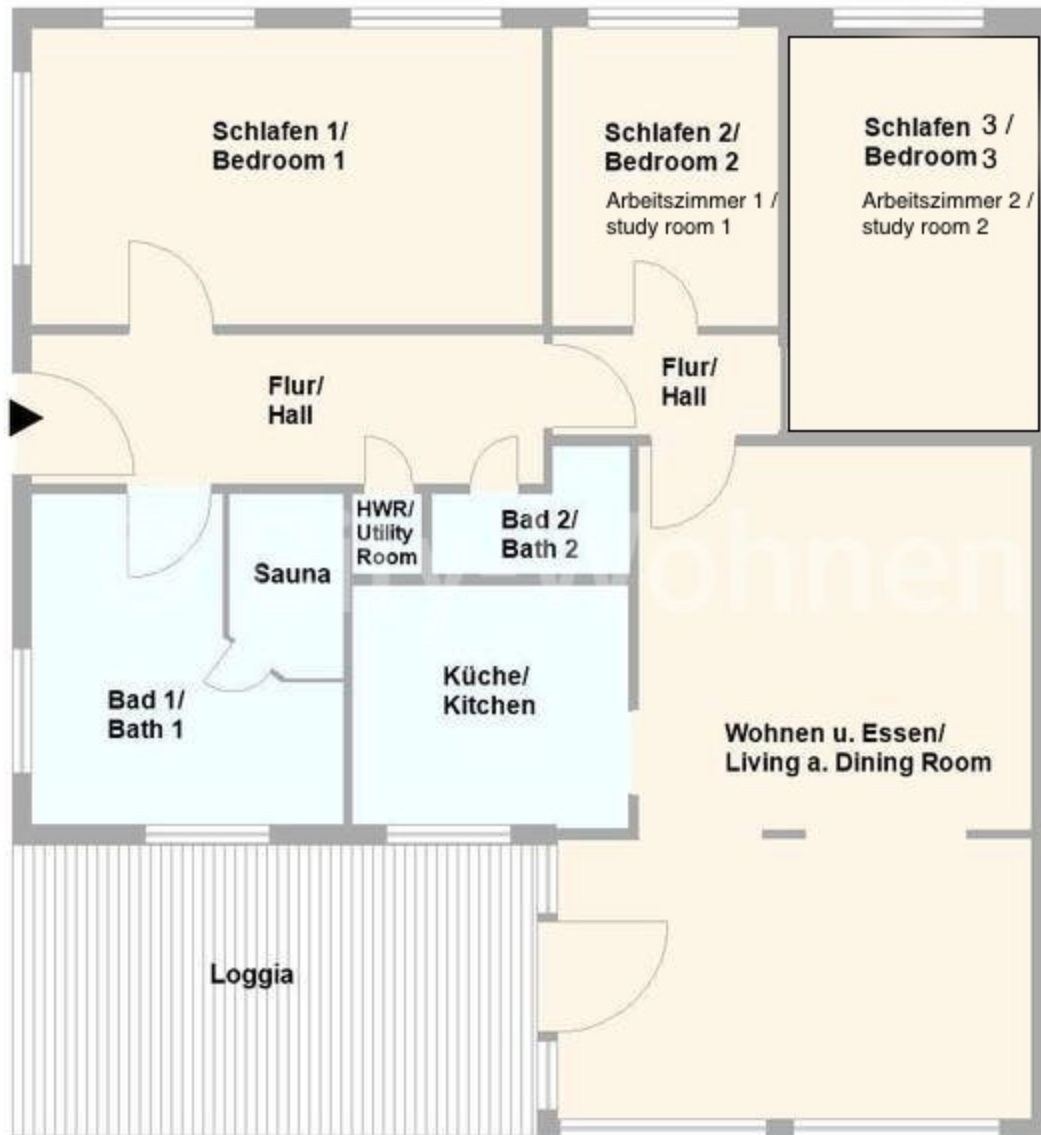 Schlafen 1/
Bedroom 1
Schlafen 2/
Bedroom 2
Arbeitszimmer 1 /
study room 1
Schlafen 3 /
Bedroom 3
Arbeitszimmer 2 /
study room 2
Flur/
Hall
Flur/
Hall
HWR/
Utility
Room
Bad 2/
Bath 2
Sauna
Bad 1/
Bath 1
Küche/
Kitchen
Wohnen u. Essen/
Living a. Dining Room
Loggia